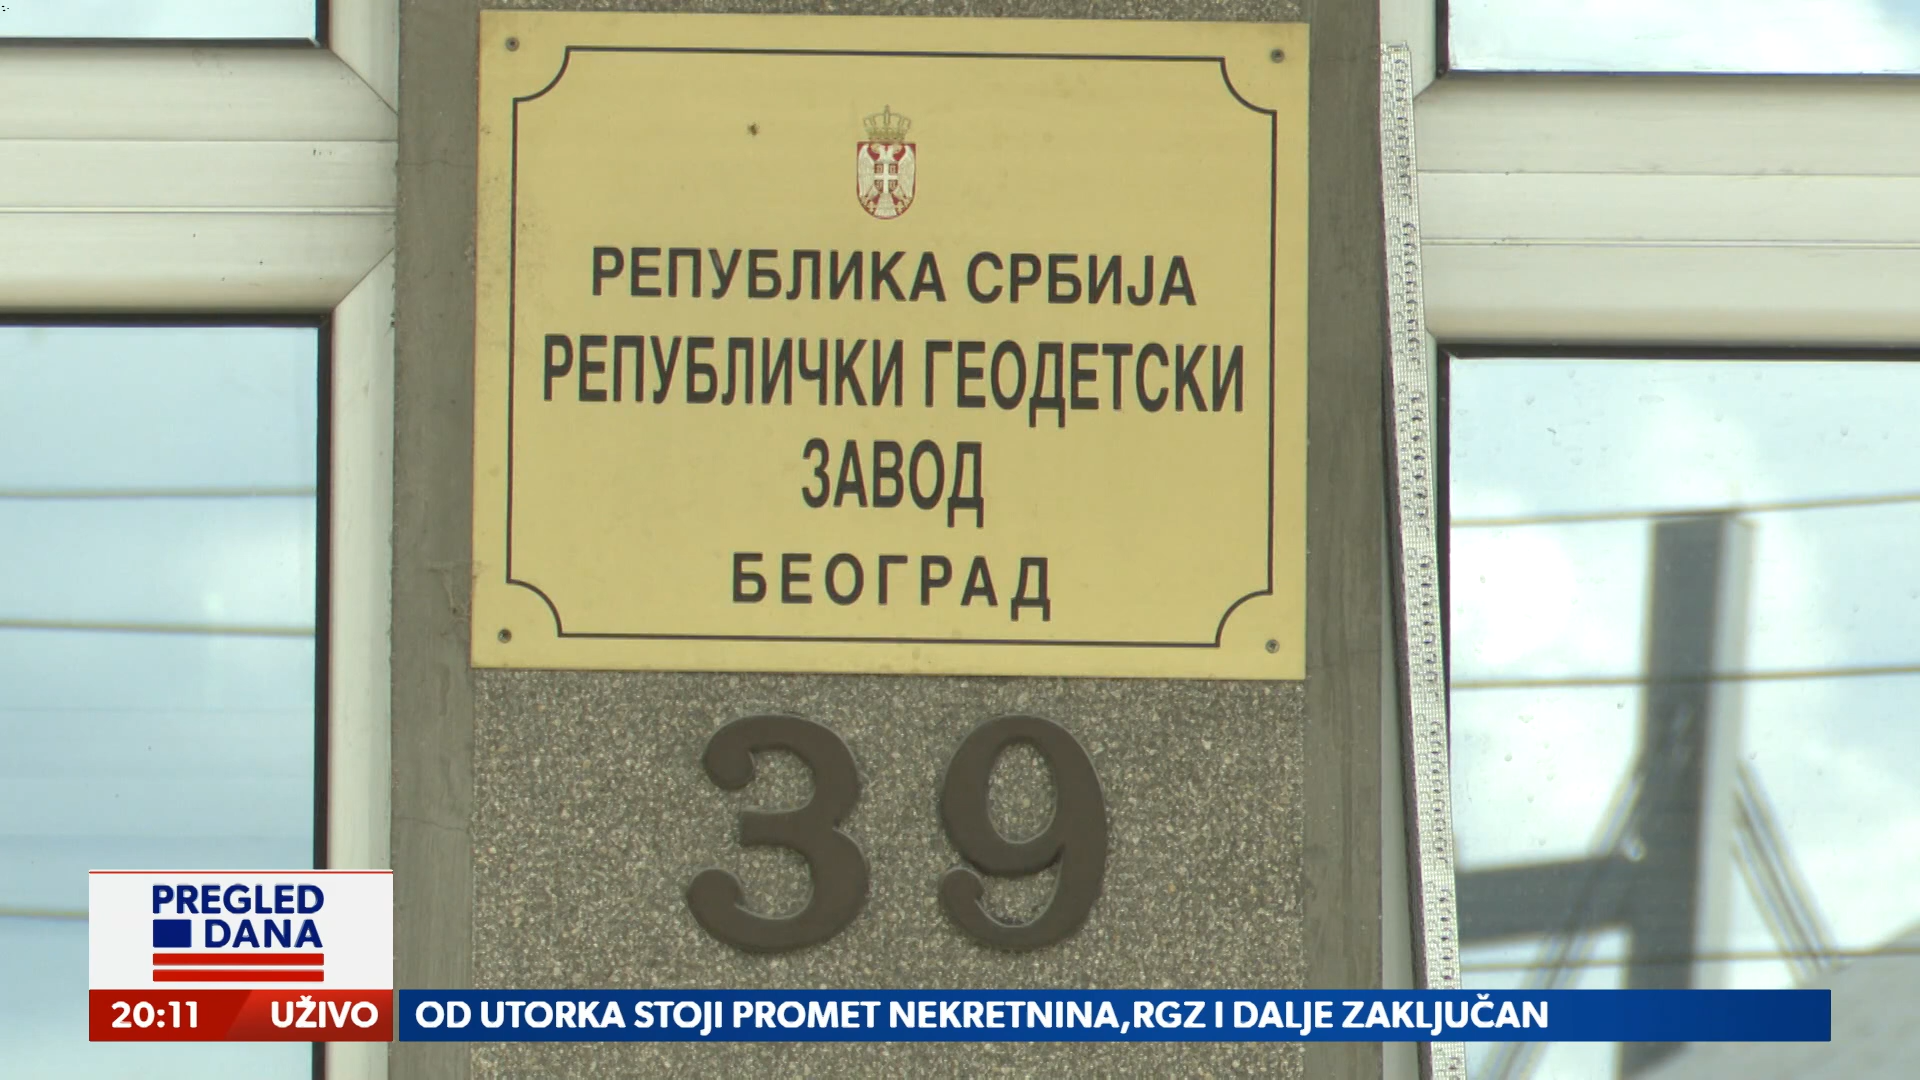 РЕПУБЛИКА СРБИЈА
РЕПУБЛИЧКИ ГЕОДЕТСКИ
ЗАВОД
БЕОГРАД
39
PREGLED
DANA
20:11 UŽIVO OD UTORKA STOJI PROMET NEKRETNINA,RGZ I DALJE ZAKLJUČAN